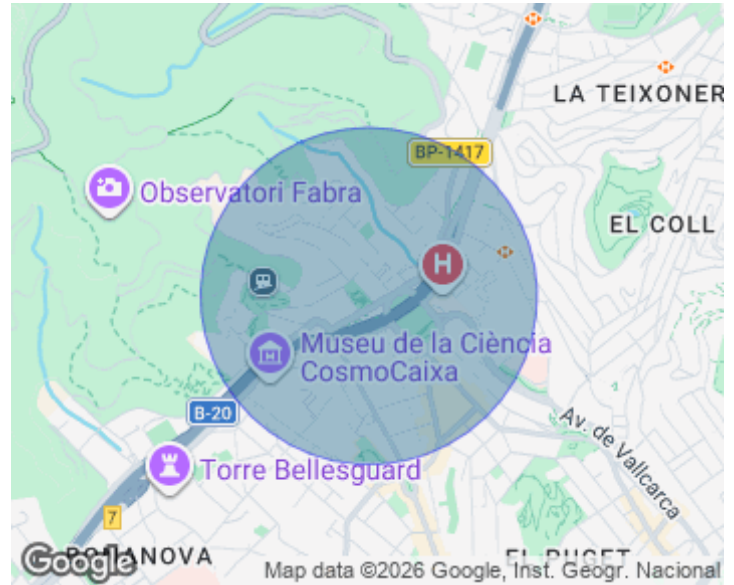 LA TEIXONER
BP-1417
Observatori Fabra
EL COLL
H
Museu de la Ciència
CosmoCaixa
B-20
Av. de Vallcarca
Torre Bellesguard
7
Google
Map data ©2026 Google, Inst. Geogr. Nacional